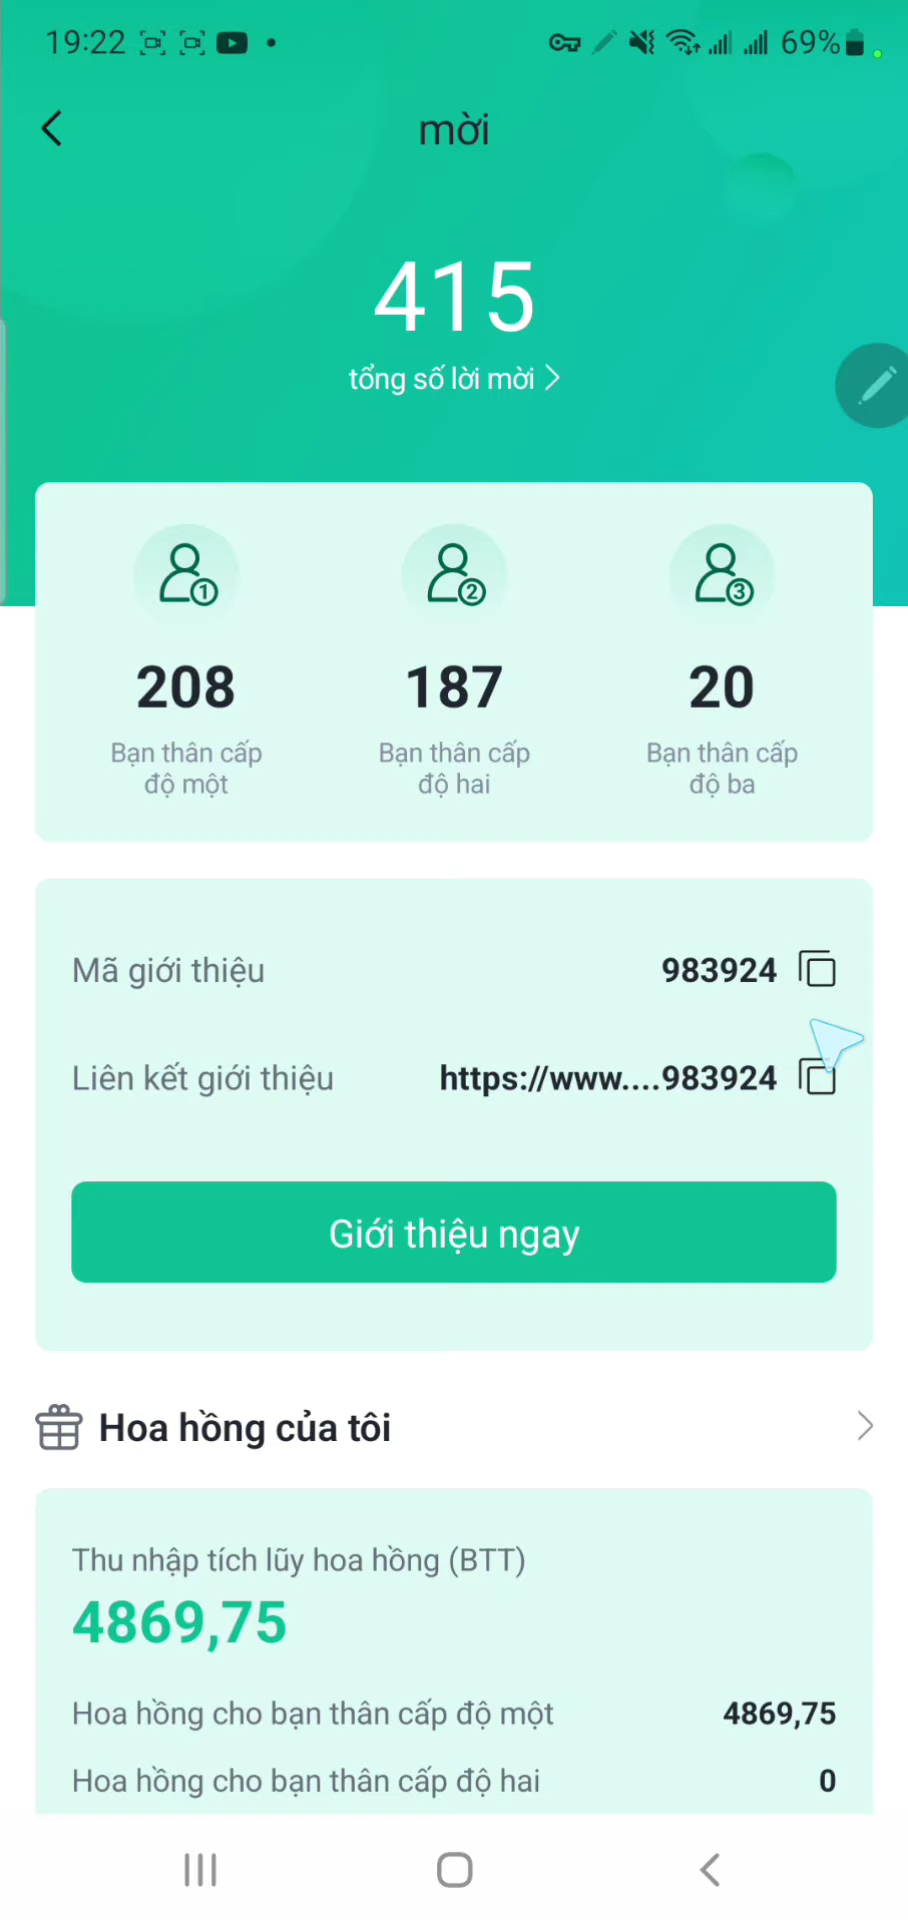 19:22
69%
mời
415
tổng số lời mời
1
2
3
208
187
20
Bạn thân cấp
độ một
Bạn thân cấp
độ hai
Bạn thân cấp
độ ba
Mã giới thiệu
983924
Liên kết giới thiệu
https://www....983924
Giới thiệu ngay
Hoa hồng của tôi
Thu nhập tích lũy hoa hồng (BTT)
4869,75
Hoa hồng cho bạn thân cấp độ một
4869,75
Hoa hồng cho bạn thân cấp độ hai
0